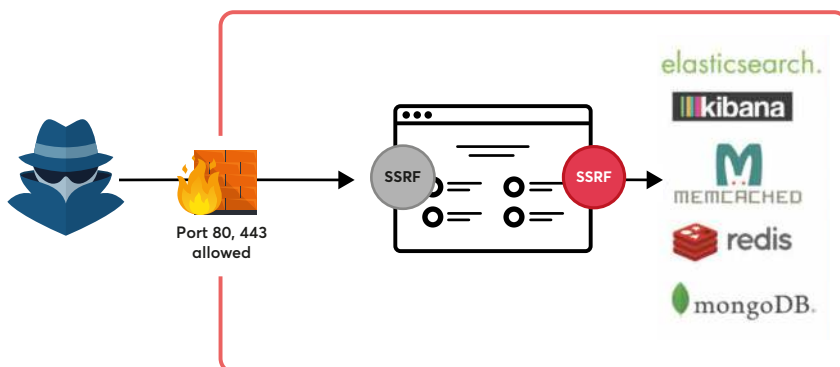 Port 80, 443
allowed
SSRF
SSRF
elasticsearch.
kibana
MEMCACHED
redis
mongoDB.